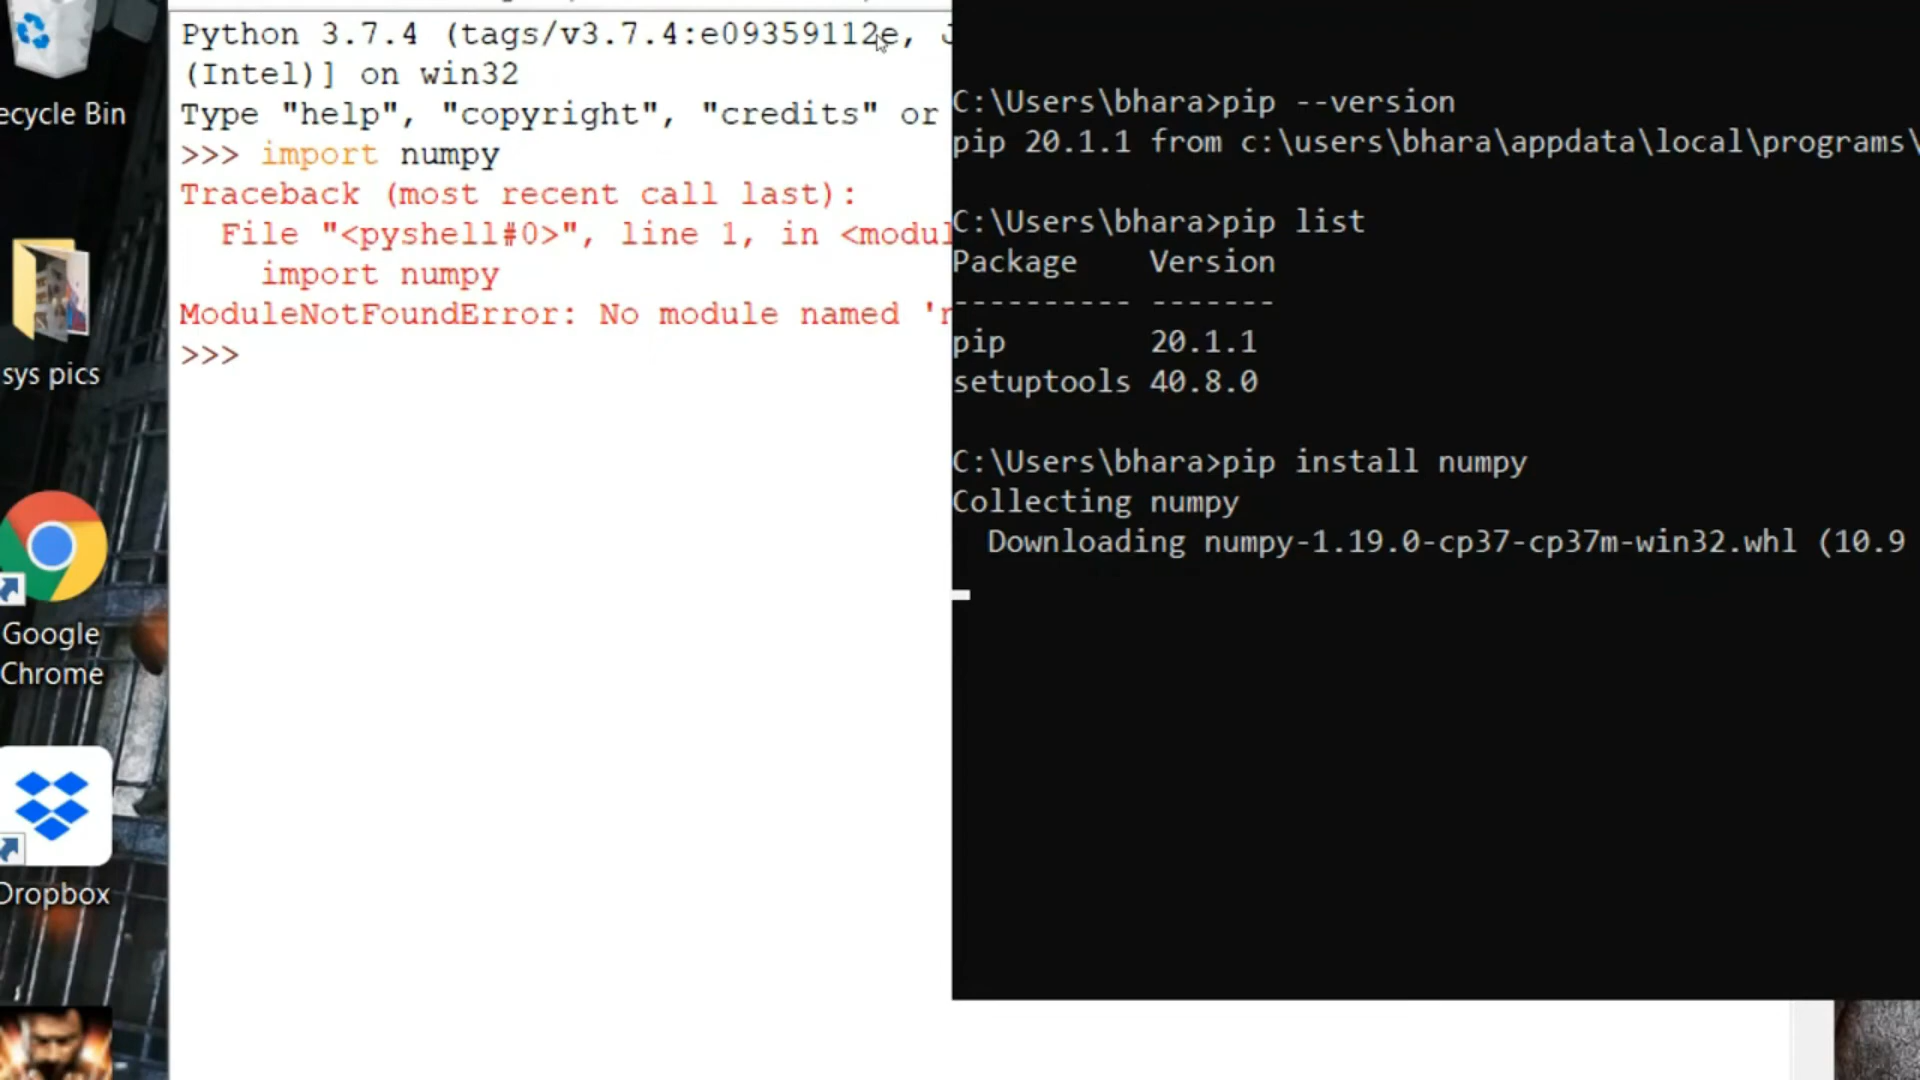 ecycle Bin
sys pics
Google
Chrome
Dropbox
Python 3.7.4 (tags/v3.7.4:e09359112e, J
(Intel)] on win32
Type "help", "copyright", "credits" or
>>> import numpy
Traceback (most recent call last):
  File "<pyshell#0>", line 1, in <modul
    import numpy
ModuleNotFoundError: No module named 'n
>>>
C:\Users\bhara>pip --version
pip 20.1.1 from c:\users\bhara\appdata\local\programs\
C:\Users\bhara>pip list
Package    Version
---------- -------
pip        20.1.1
setuptools 40.8.0
C:\Users\bhara>pip install numpy
Collecting numpy
  Downloading numpy-1.19.0-cp37-cp37m-win32.whl (10.9